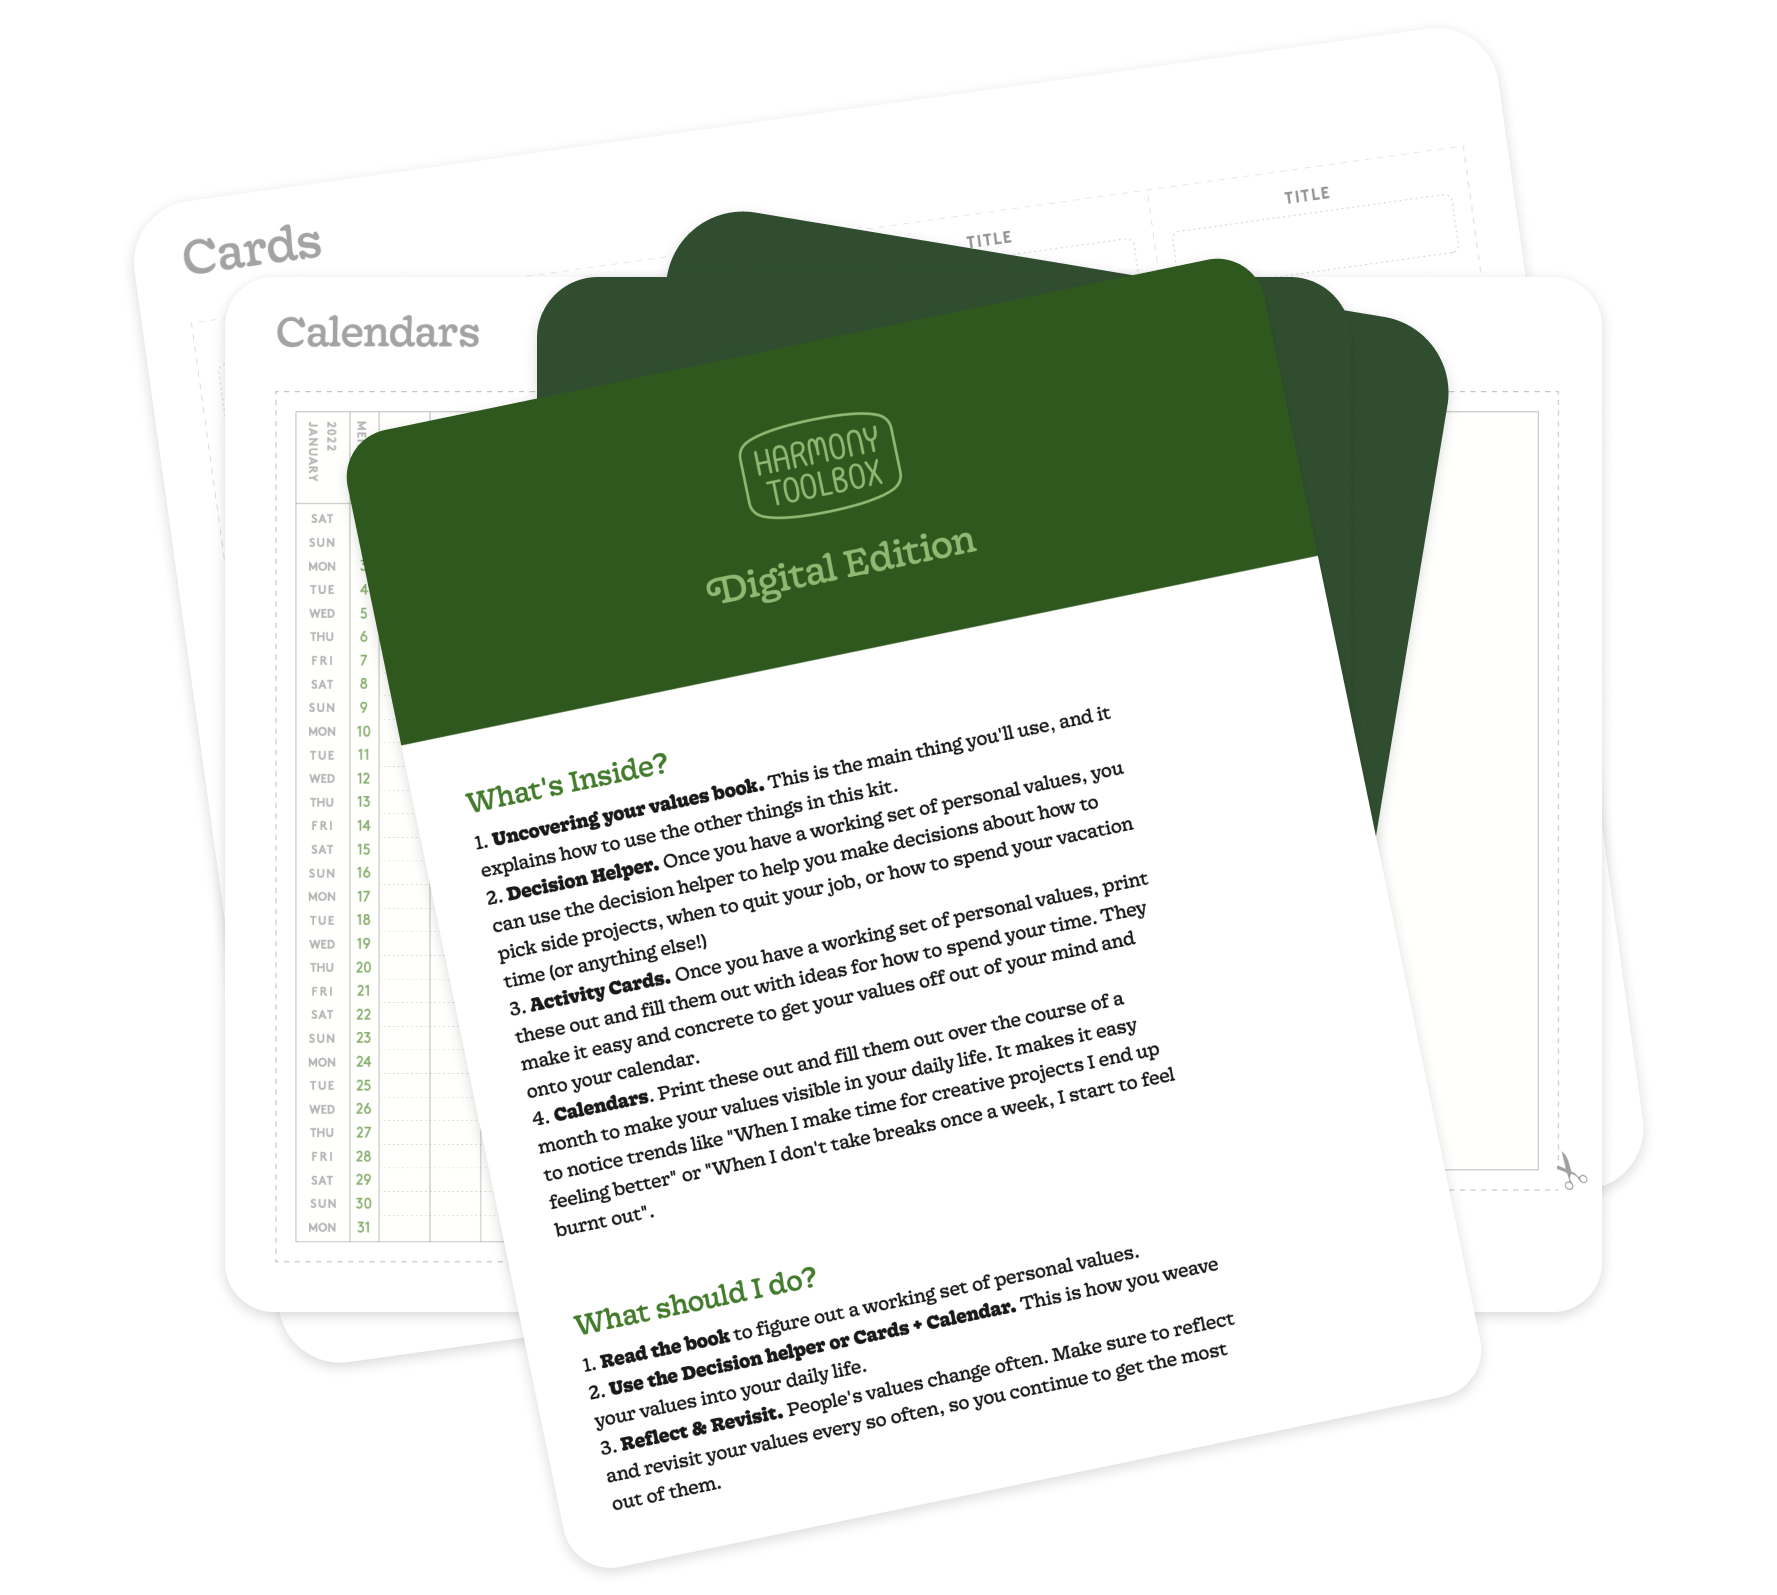 Cards
TITLE
TITLE
Calendars
2022
JANUARY
SAT
SUN
MON
TUE 4
WED 5
THU 6
FRI 7
SAT 8
SUN 9
MON 10
TUE 11
WED 12
THU 13
FRI 14
SAT 15
SUN 16
MON 17
TUE 18
WED 19
THU 20
FRI 21
SAT 22
SUN 23
MON 24
TUE 25
WED 26
THU 27
FRI 28
SAT 29
SUN 30
MON 31
HARMONY
TOOLBOX
Digital Edition
What's Inside?
1. Uncovering your values book. This is the main thing you'll use, and it
explains how to use the other things in this kit.
2. Decision Helper. Once you have a working set of personal values, you
can use the decision helper to help you make decisions about how to
pick side projects, when to quit your job, or how to spend your vacation
time (or anything else!)
3. Activity Cards. Once you have a working set of personal values, print
these out and fill them out with ideas for how to spend your time. They
make it easy and concrete to get your values off out of your mind and
onto your calendar.
4. Calendars. Print these out and fill them out over the course of a
month to make your values visible in your daily life. It makes it easy
to notice trends like "When I make time for creative projects I end up
feeling better" or "When I don't take breaks once a week, I start to feel
burnt out".
What should I do?
1. Read the book to figure out a working set of personal values.
2. Use the Decision helper or Cards + Calendar. This is how you weave
your values into your daily life.
3. Reflect & Revisit. People's values change often. Make sure to reflect
and revisit your values every so often, so you continue to get the most
out of them.